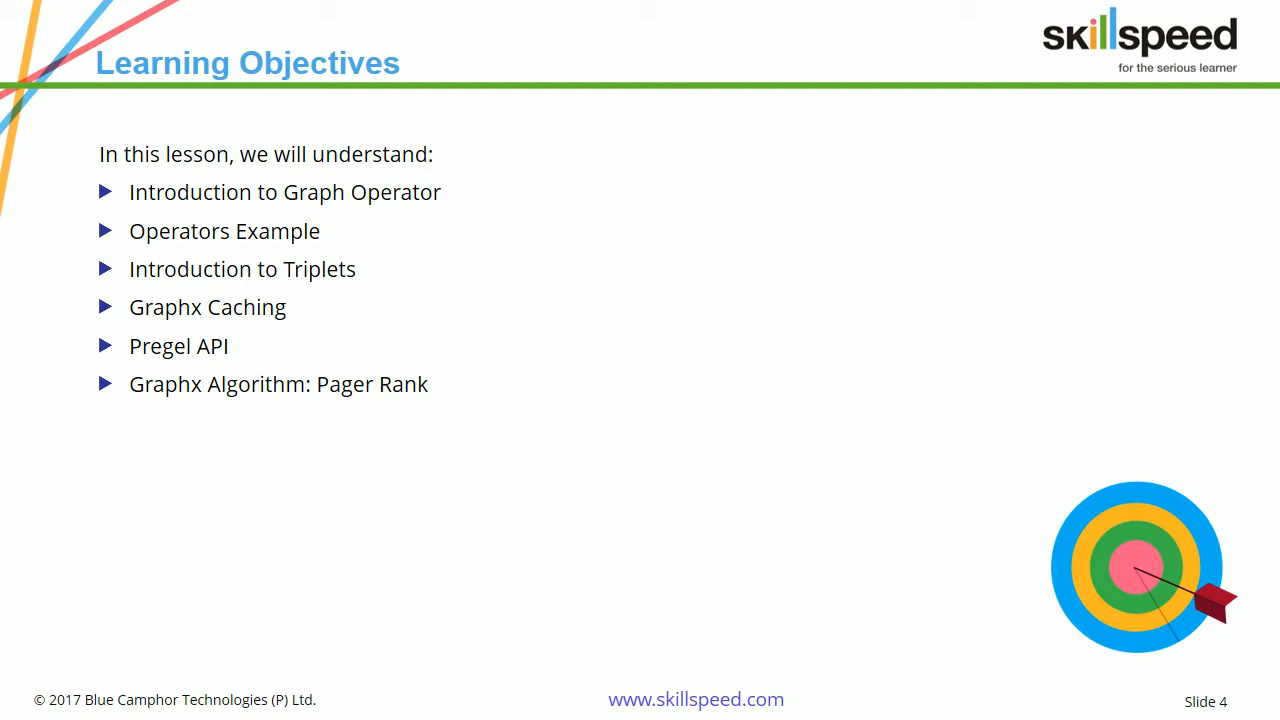 Learning Objectives
skillspeed
for the serious learner
In this lesson, we will understand:
Introduction to Graph Operator
Operators Example
Introduction to Triplets
Graphx Caching
Pregel API
Graphx Algorithm: Pager Rank
© 2017 Blue Camphor Technologies (P) Ltd.
www.skillspeed.com
Slide 4